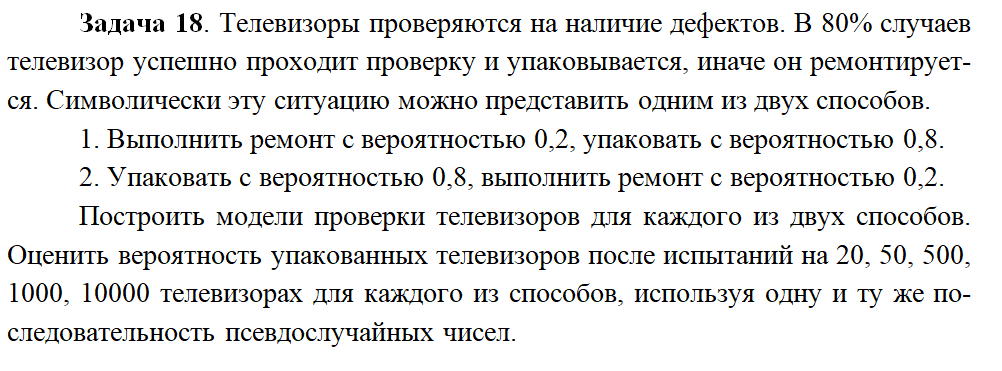 Задача 18. Телевизоры проверяются на наличие дефектов. В 80% случаев
телевизор успешно проходит проверку и упаковывается, иначе он ремонтирует-
ся. Символически эту ситуацию можно представить одним из двух способов.
1. Выполнить ремонт с вероятностью 0,2, упаковать с вероятностью 0,8.
2. Упаковать с вероятностью 0,8, выполнить ремонт с вероятностью 0,2.
Построить модели проверки телевизоров для каждого из двух способов.
Оценить вероятность упакованных телевизоров после испытаний на 20, 50, 500,
1000, 10000 телевизорах для каждого из способов, используя одну и ту же по-
следовательность псевдослучайных чисел.